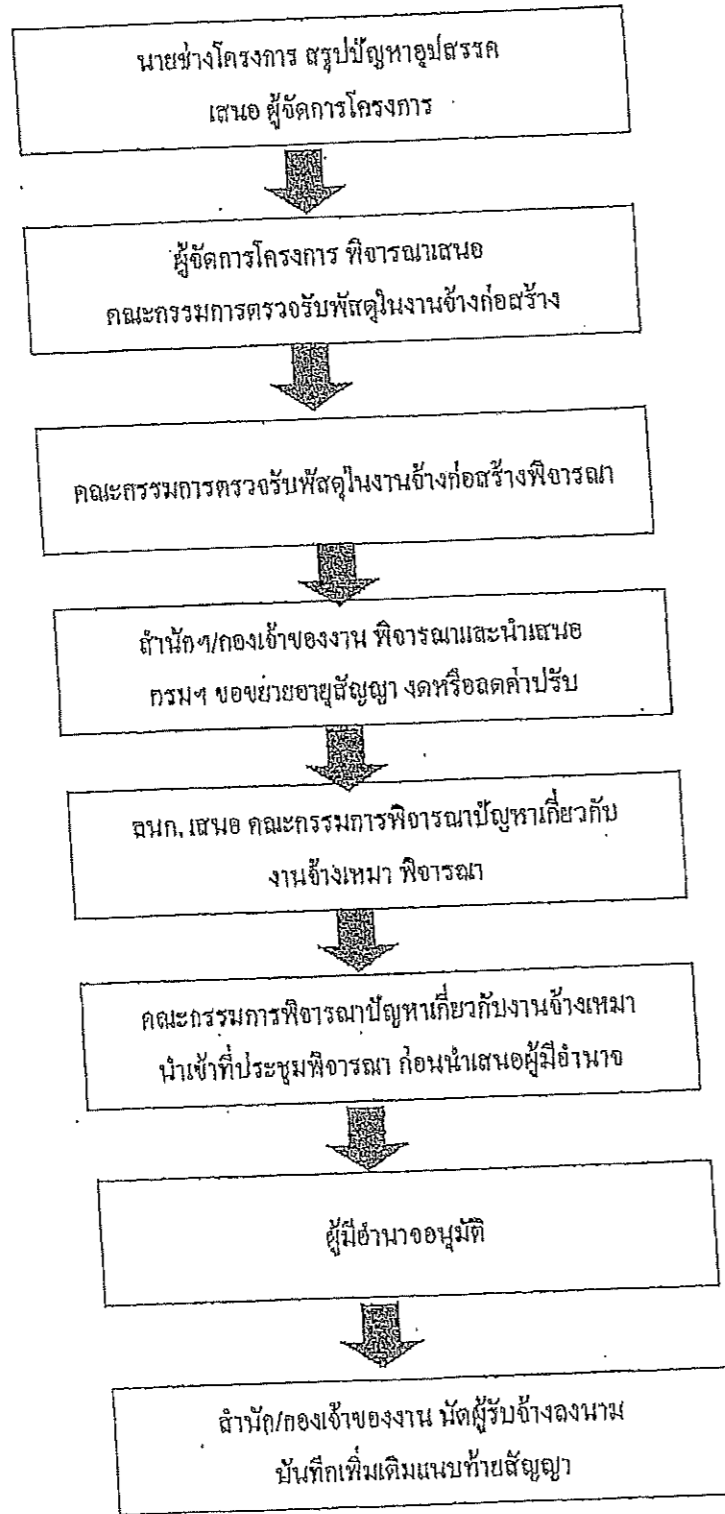 นายช่างโครงการ สรุปปัญหาอุปสรรค
เสนอ ผู้จัดการโครงการ
ผู้จัดการโครงการ พิจารณาเสนอ
คณะกรรมการตรวจรับพัสดุในงานจ้างก่อสร้าง
คณะกรรมการตรวจรับพัสดุในงานจ้างก่อสร้างพิจารณา
สำนักฯ/กองเจ้าของงาน พิจารณาและนำเสนอ
กรมฯ ขอขยายอายุสัญญา งดหรือลดค่าปรับ
เสนอ คณะกรรมการพิจารณาปัญหาเกี่ยวกับ
งานจ้างเหมา พิจารณา
คณะกรรมการพิจารณาปัญหาเกี่ยวกับงานจ้างเหมา
นำเข้าที่ประชุมพิจารณา ก่อนนำเสนอผู้มีอำนาจ
ผู้มีอำนาจอนุมัติ
สำนัก/กองเจ้าของงาน นัดผู้รับจ้างลงนาม
บันทึกเพิ่มเติมแนบท้ายสัญญา